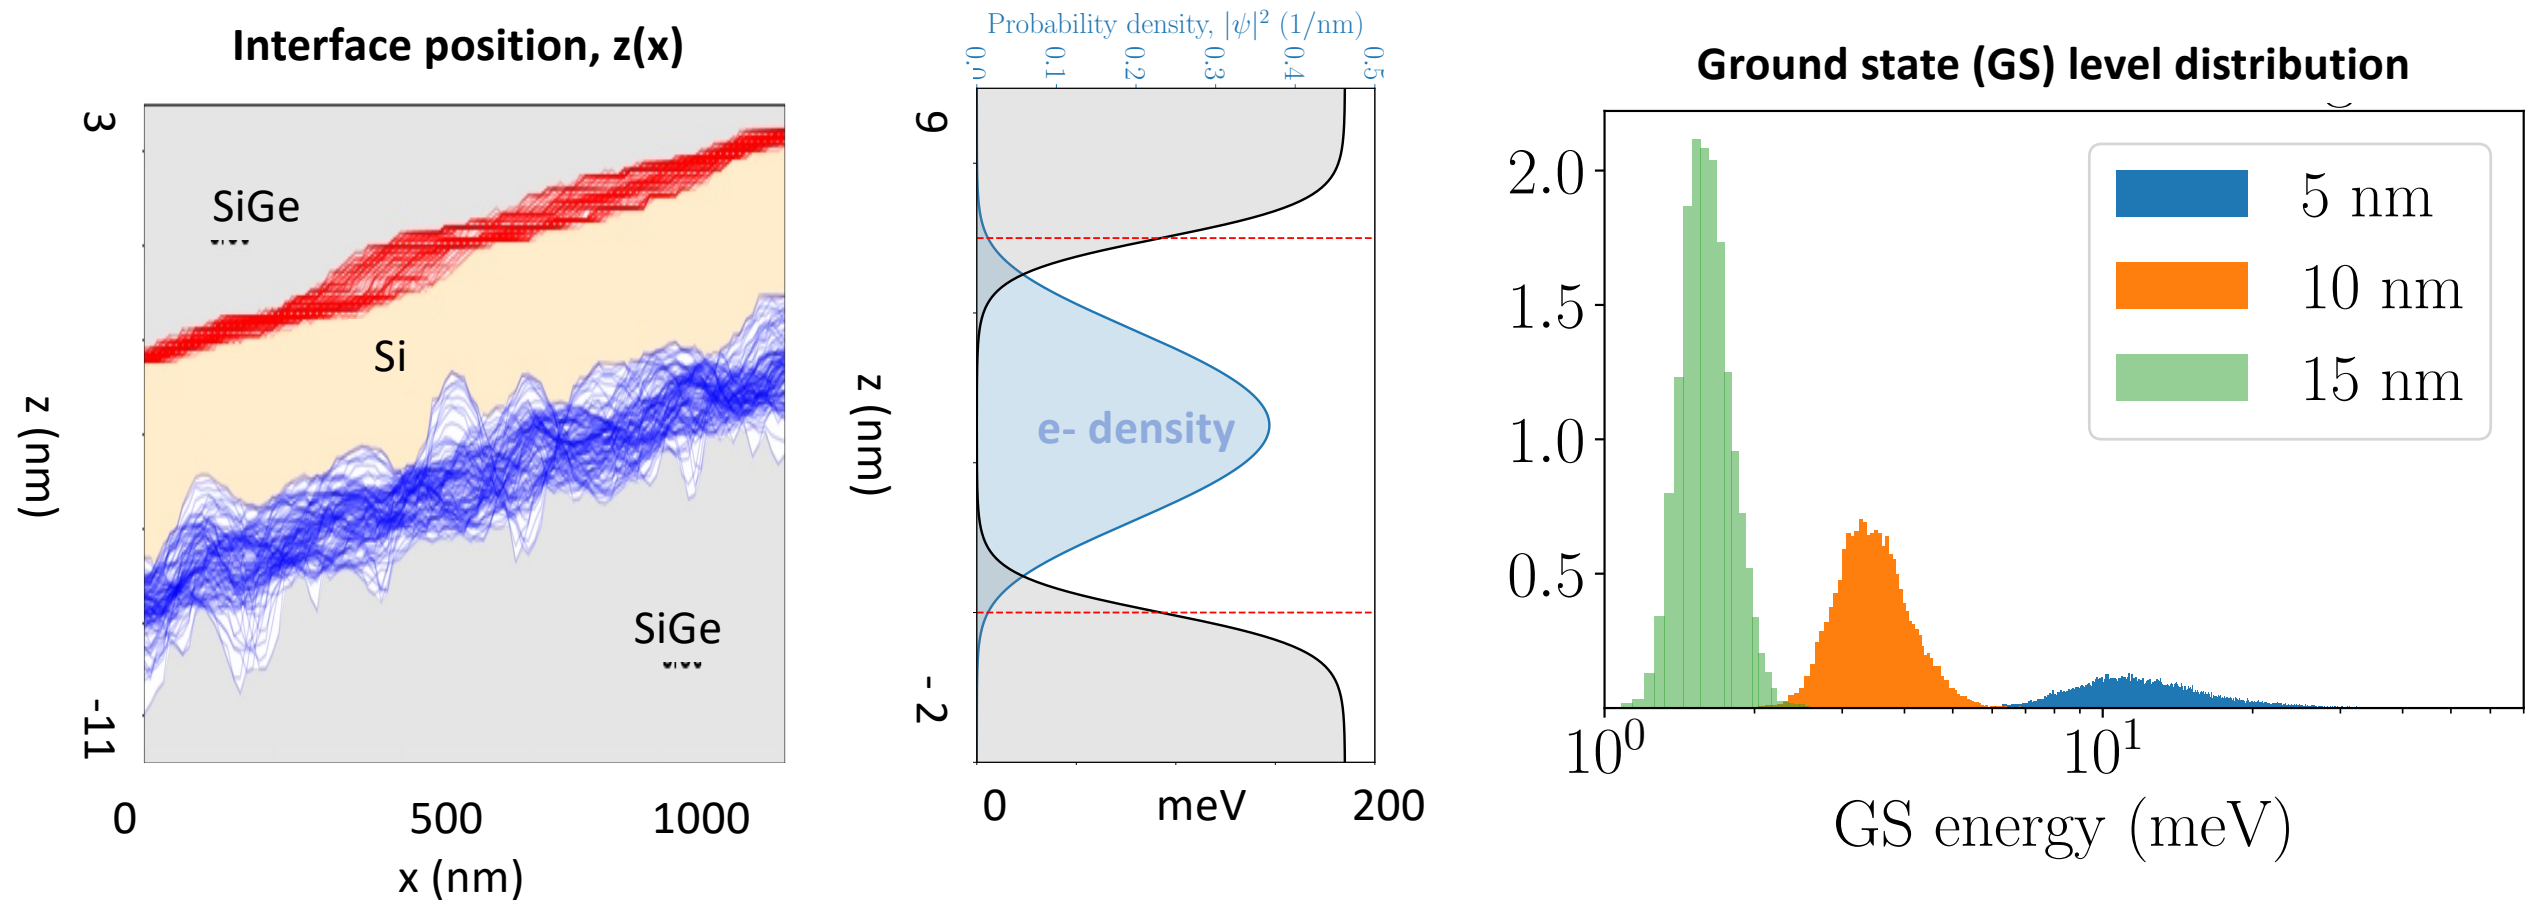 Interface position, z(x)
3
z (nm)
-11
SiGe
Si
SiGe
0 500 1000
x (nm)
Probability density, |ψ|² (1/nm)
0.0 0.1 0.2 0.3 0.4 0.5
9
z (nm)
- 2
e- density
0 meV 200
Ground state (GS) level distribution
2.0
1.5
1.0
0.5
5 nm
10 nm
15 nm
10⁰ 10¹
GS energy (meV)